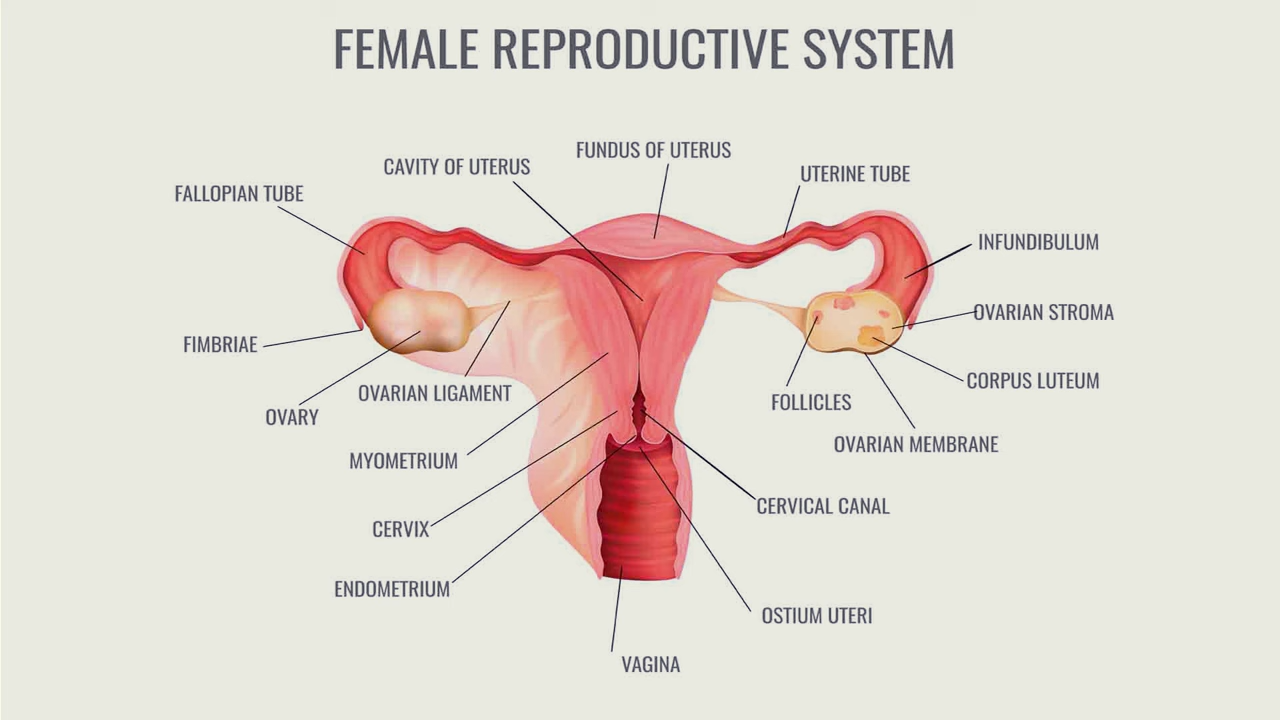 FEMALE REPRODUCTIVE SYSTEM
FUNDUS OF UTERUS
CAVITY OF UTERUS
UTERINE TUBE
FALLOPIAN TUBE
INFUNDIBULUM
OVARIAN STROMA
FIMBRIAE
CORPUS LUTEUM
OVARIAN LIGAMENT
FOLLICLES
OVARY
OVARIAN MEMBRANE
MYOMETRIUM
CERVICAL CANAL
CERVIX
ENDOMETRIUM
OSTIUM UTERI
VAGINA